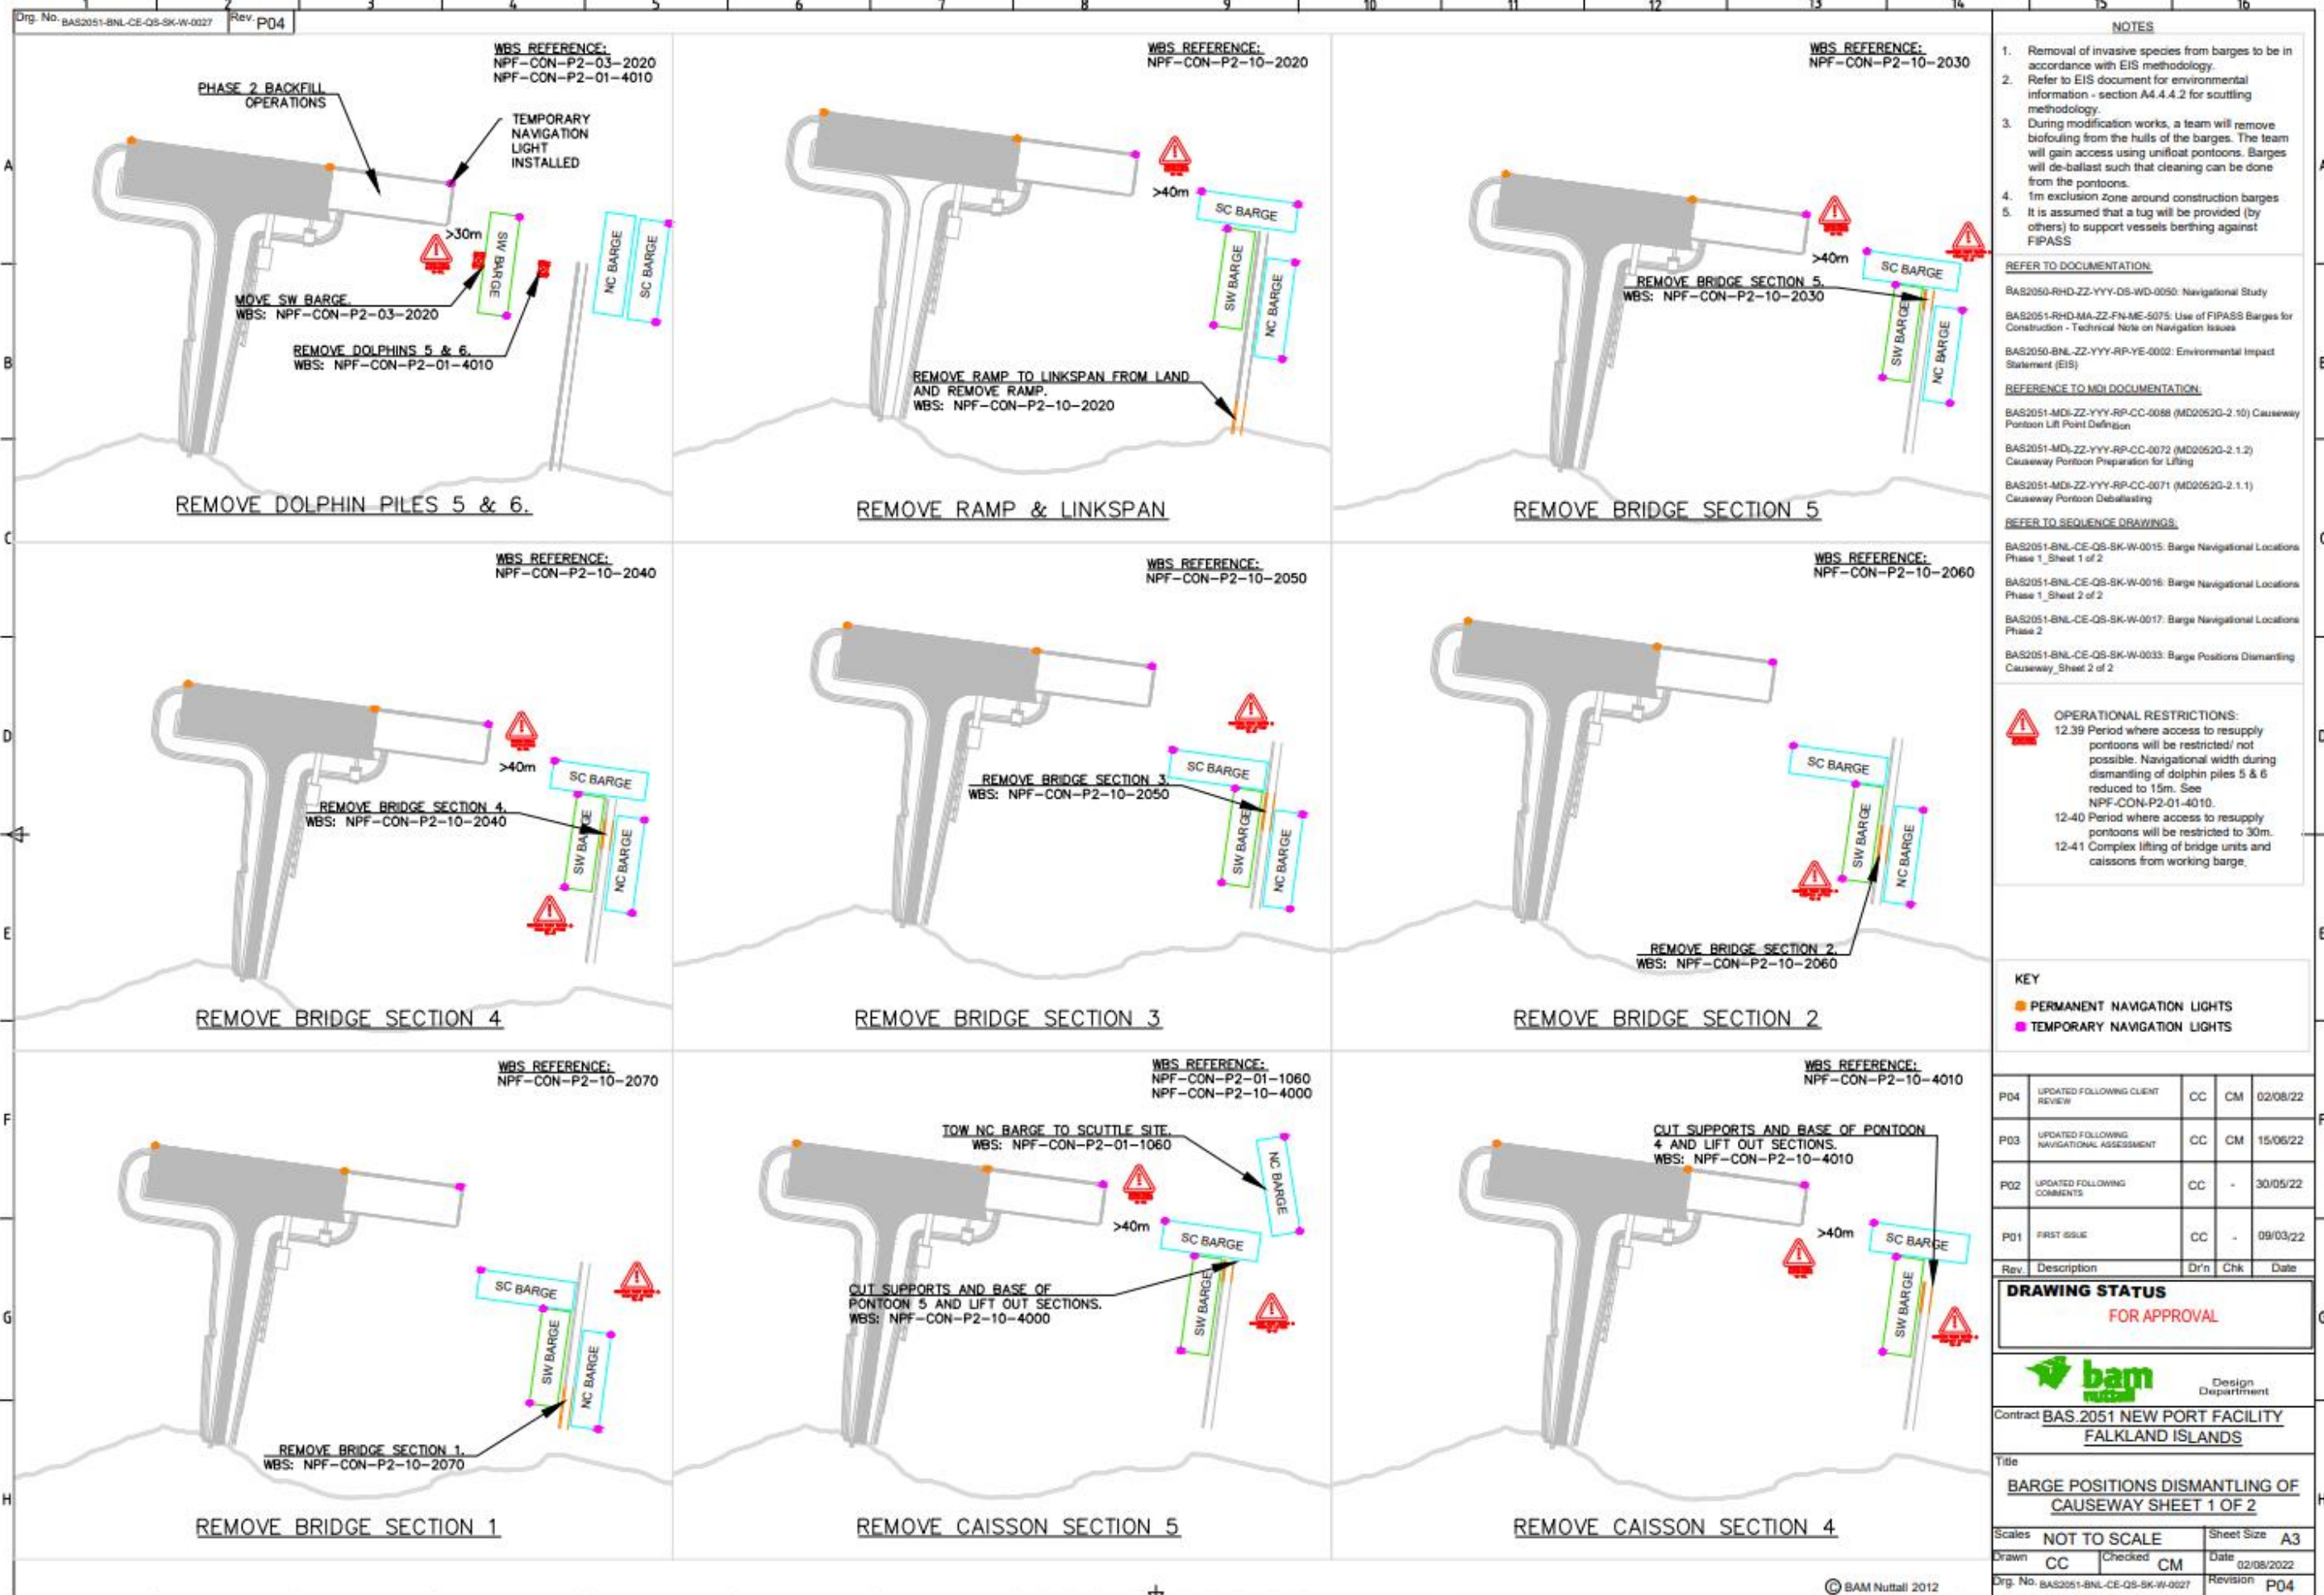 1 2 3 4 5 6 7 8 9 10 11 12 13 14 15 16
Drg. No. BAS2051-BNL-CE-QS-SK-W-0027 Rev. P04
A
B
C
D
E
F
G
H
WBS REFERENCE:
NPF-CON-P2-03-2020
NPF-CON-P2-01-4010
PHASE 2 BACKFILL
OPERATIONS
TEMPORARY
NAVIGATION
LIGHT
INSTALLED
>30m
SW BARGE
NC BARGE
SC BARGE
MOVE SW BARGE.
WBS: NPF-CON-P2-03-2020
REMOVE DOLPHINS 5 & 6.
WBS: NPF-CON-P2-01-4010
REMOVE DOLPHIN PILES 5 & 6.
WBS REFERENCE:
NPF-CON-P2-10-2020
>40m
SC BARGE
SW BARGE
NC BARGE
REMOVE RAMP TO LINKSPAN FROM LAND
AND REMOVE RAMP.
WBS: NPF-CON-P2-10-2020
REMOVE RAMP & LINKSPAN
WBS REFERENCE:
NPF-CON-P2-10-2030
>40m
SC BARGE
REMOVE BRIDGE SECTION 5.
WBS: NPF-CON-P2-10-2030
SW BARGE
NC BARGE
REMOVE BRIDGE SECTION 5
WBS REFERENCE:
NPF-CON-P2-10-2040
>40m
SC BARGE
REMOVE BRIDGE SECTION 4.
WBS: NPF-CON-P2-10-2040
SW BARGE
NC BARGE
REMOVE BRIDGE SECTION 4
WBS REFERENCE:
NPF-CON-P2-10-2050
SC BARGE
REMOVE BRIDGE SECTION 3.
WBS: NPF-CON-P2-10-2050
SW BARGE
NC BARGE
REMOVE BRIDGE SECTION 3
WBS REFERENCE:
NPF-CON-P2-10-2060
SC BARGE
SW BARGE
NC BARGE
REMOVE BRIDGE SECTION 2.
WBS: NPF-CON-P2-10-2060
REMOVE BRIDGE SECTION 2
WBS REFERENCE:
NPF-CON-P2-10-2070
SC BARGE
SW BARGE
NC BARGE
REMOVE BRIDGE SECTION 1.
WBS: NPF-CON-P2-10-2070
REMOVE BRIDGE SECTION 1
WBS REFERENCE:
NPF-CON-P2-01-1060
NPF-CON-P2-10-4000
TOW NC BARGE TO SCUTTLE SITE.
WBS: NPF-CON-P2-01-1060
NC BARGE
>40m
SC BARGE
CUT SUPPORTS AND BASE OF
PONTOON 5 AND LIFT OUT SECTIONS.
WBS: NPF-CON-P2-10-4000
SW BARGE
REMOVE CAISSON SECTION 5
WBS REFERENCE:
NPF-CON-P2-10-4010
CUT SUPPORTS AND BASE OF PONTOON
4 AND LIFT OUT SECTIONS.
WBS: NPF-CON-P2-10-4010
>40m
SC BARGE
SW BARGE
REMOVE CAISSON SECTION 4
© BAM Nuttall 2012
NOTES
1. Removal of invasive species from barges to be in
accordance with EIS methodology.
2. Refer to EIS document for environmental
information - section A4.4.4.2 for scuttling
methodology.
3. During modification works, a team will remove
biofouling from the hulls of the barges. The team
will gain access using unifloat pontoons. Barges
will de-ballast such that cleaning can be done
from the pontoons.
4. 1m exclusion zone around construction barges
5. It is assumed that a tug will be provided (by
others) to support vessels berthing against
FIPASS
REFER TO DOCUMENTATION:
BAS2050-RHD-ZZ-YYY-DS-WD-0050: Navigational Study
BAS2051-RHD-MA-ZZ-FN-ME-5075: Use of FIPASS Barges for
Construction - Technical Note on Navigation Issues
BAS2050-BNL-ZZ-YYY-RP-YE-0002: Environmental Impact
Statement (EIS)
REFERENCE TO MDI DOCUMENTATION:
BAS2051-MDI-ZZ-YYY-RP-CC-0088 (MD2052G-2.10) Causeway
Pontoon Lift Point Definition
BAS2051-MDI-ZZ-YYY-RP-CC-0072 (MD2052G-2.1.2)
Causeway Pontoon Preparation for Lifting
BAS2051-MDI-ZZ-YYY-RP-CC-0071 (MD2052G-2.1.1)
Causeway Pontoon Deballasting
REFER TO SEQUENCE DRAWINGS:
BAS2051-BNL-CE-QS-SK-W-0015: Barge Navigational Locations
Phase 1_Sheet 1 of 2
BAS2051-BNL-CE-QS-SK-W-0016: Barge Navigational Locations
Phase 1_Sheet 2 of 2
BAS2051-BNL-CE-QS-SK-W-0017: Barge Navigational Locations
Phase 2
BAS2051-BNL-CE-QS-SK-W-0033: Barge Positions Dismantling
Causeway_Sheet 2 of 2
OPERATIONAL RESTRICTIONS:
12.39 Period where access to resupply
pontoons will be restricted/ not
possible. Navigational width during
dismantling of dolphin piles 5 & 6
reduced to 15m. See
NPF-CON-P2-01-4010.
12-40 Period where access to resupply
pontoons will be restricted to 30m.
12-41 Complex lifting of bridge units and
caissons from working barge.
KEY
PERMANENT NAVIGATION LIGHTS
TEMPORARY NAVIGATION LIGHTS
P04 UPDATED FOLLOWING CLIENT REVIEW CC CM 02/08/22
P03 UPDATED FOLLOWING NAVIGATIONAL ASSESSMENT CC CM 15/06/22
P02 UPDATED FOLLOWING COMMENTS CC - 30/05/22
P01 FIRST ISSUE CC - 09/03/22
Rev. Description Dr'n Chk Date
DRAWING STATUS
FOR APPROVAL
bam
nuttall
Design
Department
Contract BAS.2051 NEW PORT FACILITY
FALKLAND ISLANDS
Title
BARGE POSITIONS DISMANTLING OF
CAUSEWAY SHEET 1 OF 2
Scales NOT TO SCALE Sheet Size A3
Drawn CC Checked CM Date 02/08/2022
Drg. No. BAS2051-BNL-CE-QS-SK-W-0027 Revision P04